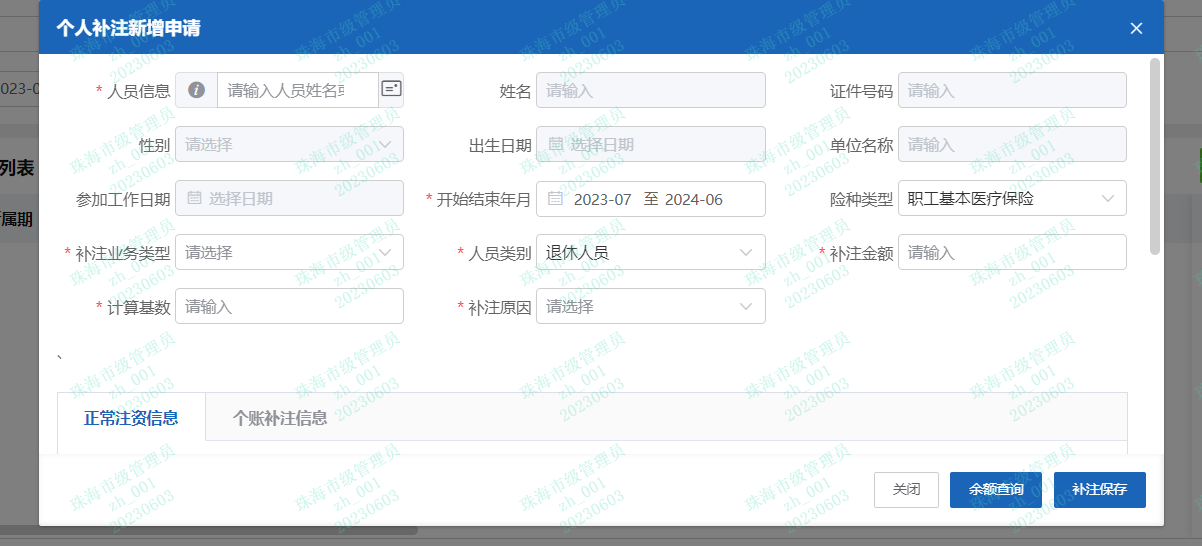 个人补注新增申请
* 人员信息 请输入人员姓名或 姓名 请输入 证件号码 请输入
023-0
性别 请选择 出生日期 选择日期 单位名称 请输入
列表
参加工作日期 选择日期 * 开始结束年月 2023-07 至 2024-06 险种类型 职工基本医疗保险
属期
* 补注业务类型 请选择 * 人员类别 退休人员 * 补注金额 请输入
* 计算基数 请输入 * 补注原因 请选择
、
正常注资信息 个账补注信息
关闭 余额查询 补注保存
珠海市级管理员
zh_001
20230603